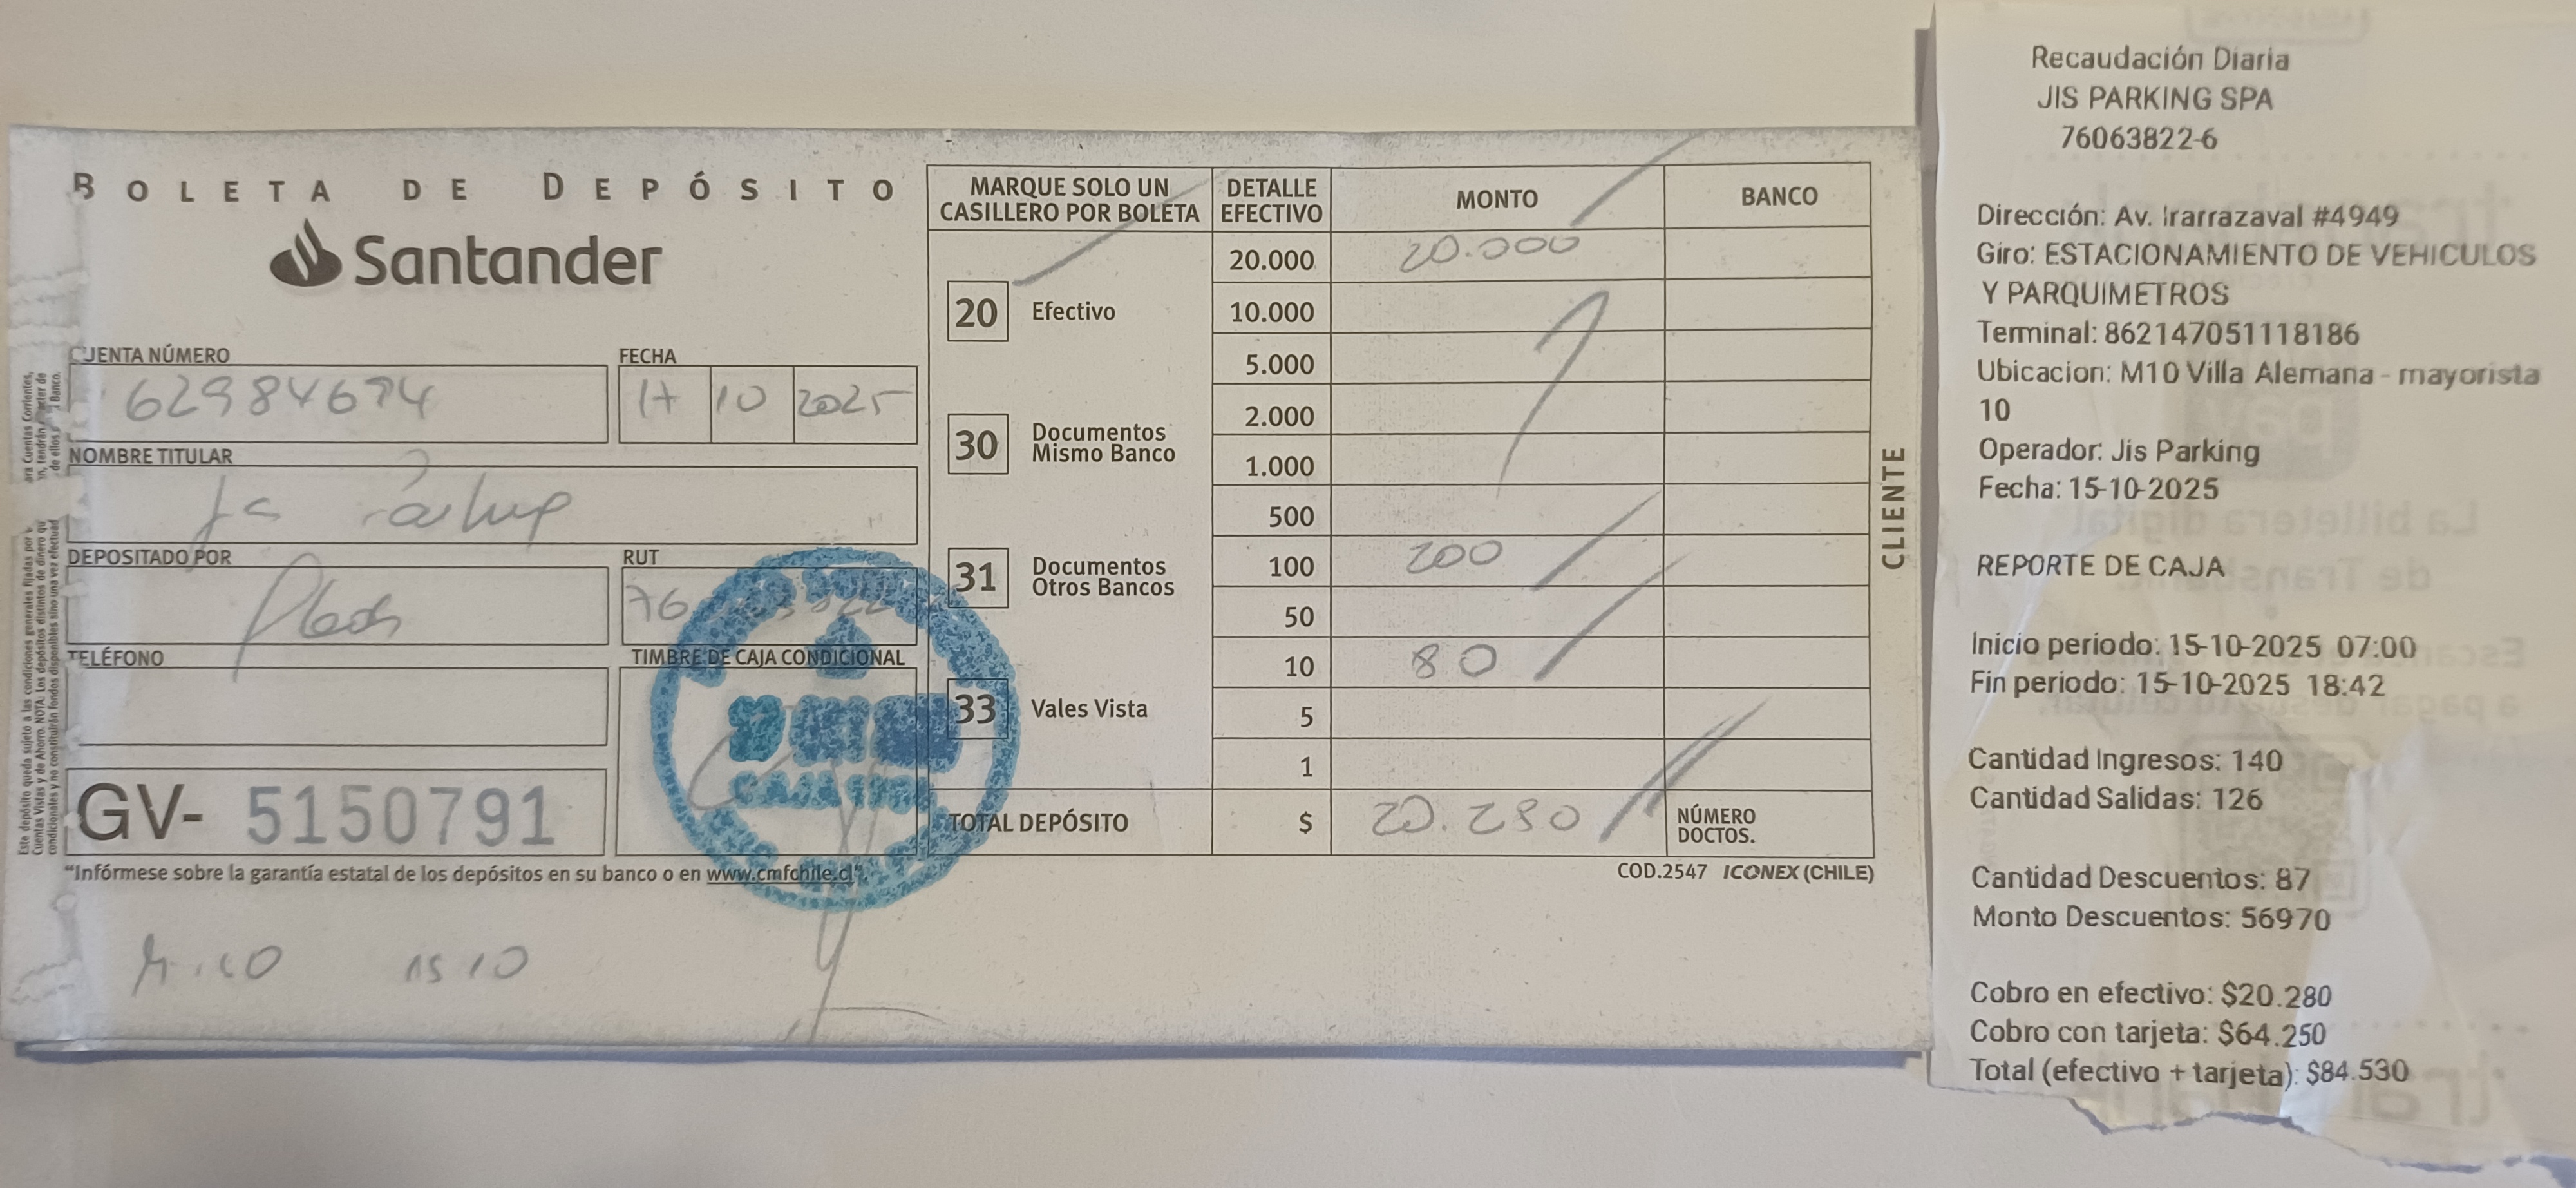 BOLETA DE DEPÓSITO
Santander
CUENTA NÚMERO
62984674
FECHA
17 10 2025
NOMBRE TITULAR
DEPOSITADO POR
RUT
76
TELÉFONO
TIMBRE DE CAJA CONDICIONAL
GV- 5150791
"Infórmese sobre la garantía estatal de los depósitos en su banco o en www.cmfchile.cl".
M.10 15 10
MARQUE SOLO UN
CASILLERO POR BOLETA
20 Efectivo
30 Documentos
Mismo Banco
31 Documentos
Otros Bancos
33 Vales Vista
DETALLE
EFECTIVO
MONTO
BANCO
20.000 20.000
10.000
5.000
2.000
1.000
500
100 200
50
10 80
5
1
TOTAL DEPÓSITO $ 20.280
NÚMERO
DOCTOS.
COD.2547 ICONEX (CHILE)
CLIENTE
Recaudación Diaria
JIS PARKING SPA
76063822-6
Dirección: Av. Irarrazaval #4949
Giro: ESTACIONAMIENTO DE VEHICULOS
Y PARQUIMETROS
Terminal: 862147051118186
Ubicacion: M10 Villa Alemana - mayorista
10
Operador: Jis Parking
Fecha: 15-10-2025
REPORTE DE CAJA
Inicio periodo: 15-10-2025 07:00
Fin periodo: 15-10-2025 18:42
Cantidad Ingresos: 140
Cantidad Salidas: 126
Cantidad Descuentos: 87
Monto Descuentos: 56970
Cobro en efectivo: $20.280
Cobro con tarjeta: $64.250
Total (efectivo + tarjeta): $84.530